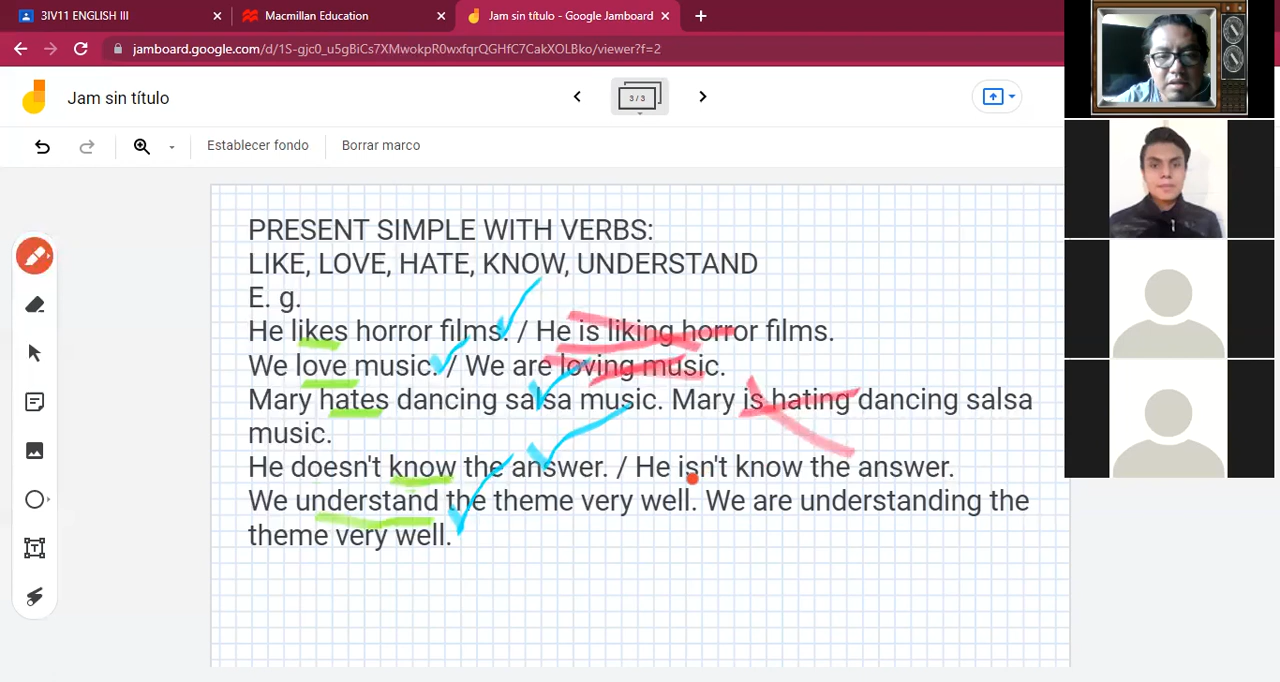 3IV11 ENGLISH III
Macmillan Education
Jam sin título - Google Jamboard
jamboard.google.com/d/1S-gjc0_u5gBiCs7XMwokpR0wxfqrQGHfC7CakXOLBko/viewer?f=2
Jam sin título
3 / 3
Establecer fondo
Borrar marco
PRESENT SIMPLE WITH VERBS:
LIKE, LOVE, HATE, KNOW, UNDERSTAND
E. g.
He likes horror films. / He is liking horror films.
We love music. / We are loving music.
Mary hates dancing salsa music. Mary is hating dancing salsa
music.
He doesn't know the answer. / He isn't know the answer.
We understand the theme very well. We are understanding the
theme very well.